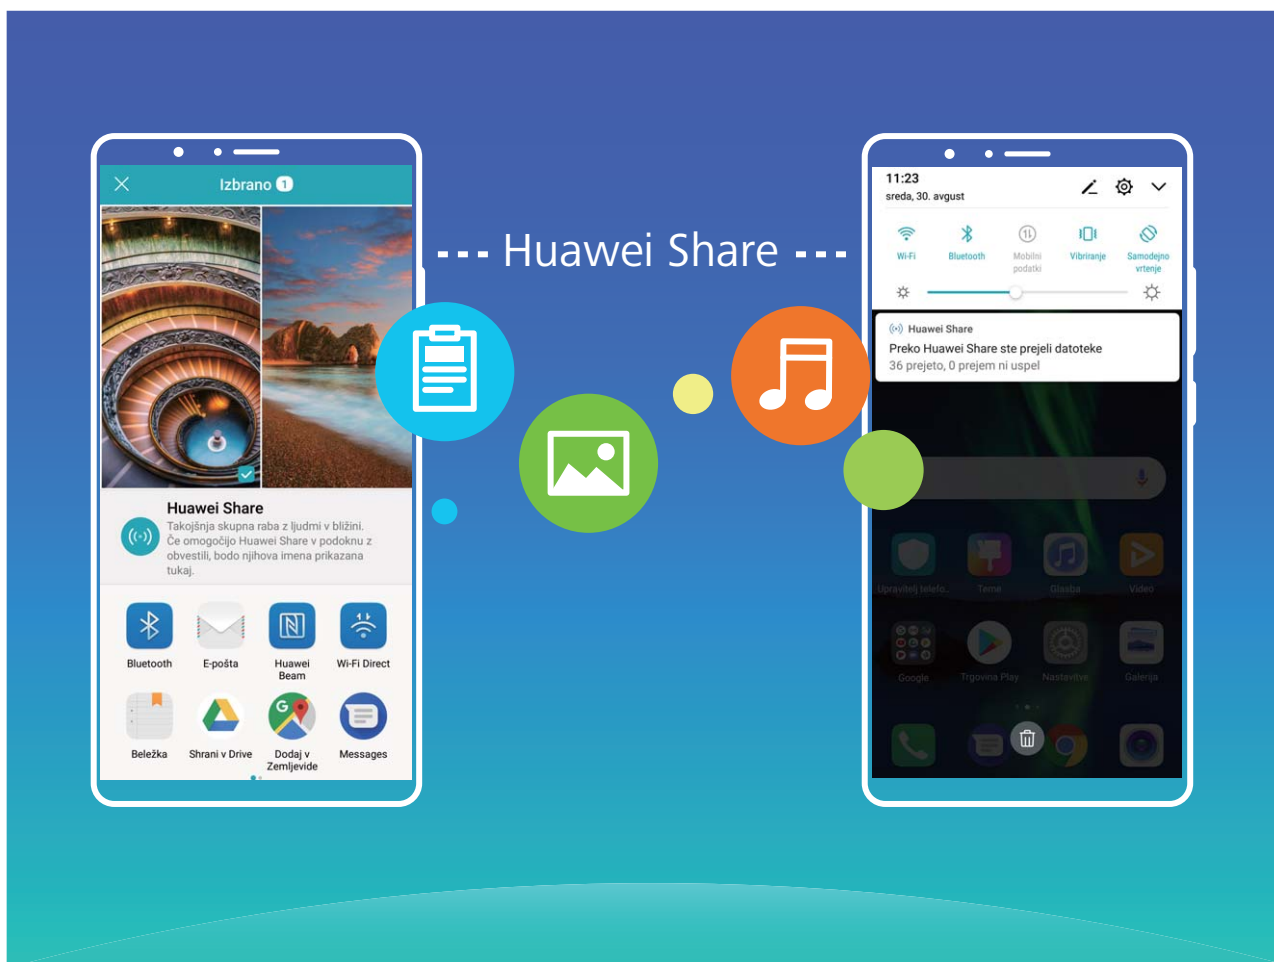 Izbrano 1
Huawei Share
Takojšnja skupna raba z ljudmi v bližini.
Če omogočijo Huawei Share v podoknu z
obvestili, bodo njihova imena prikazana
tukaj.
Bluetooth
E-pošta
Huawei
Beam
Wi-Fi Direct
Beležka
Shrani v Drive
Dodaj v
Zemljevide
Messages
Huawei Share
11:23
sreda, 30. avgust
Wi-Fi
Bluetooth
Mobilni
podatki
Vibriranje
Samodejno
vrtenje
Huawei Share
Preko Huawei Share ste prejeli datoteke
36 prejeto, 0 prejem ni uspel
Upravitelj telefo..
Teme
Glasba
Video
Google
Trgovina Play
Nastavitve
Galerija